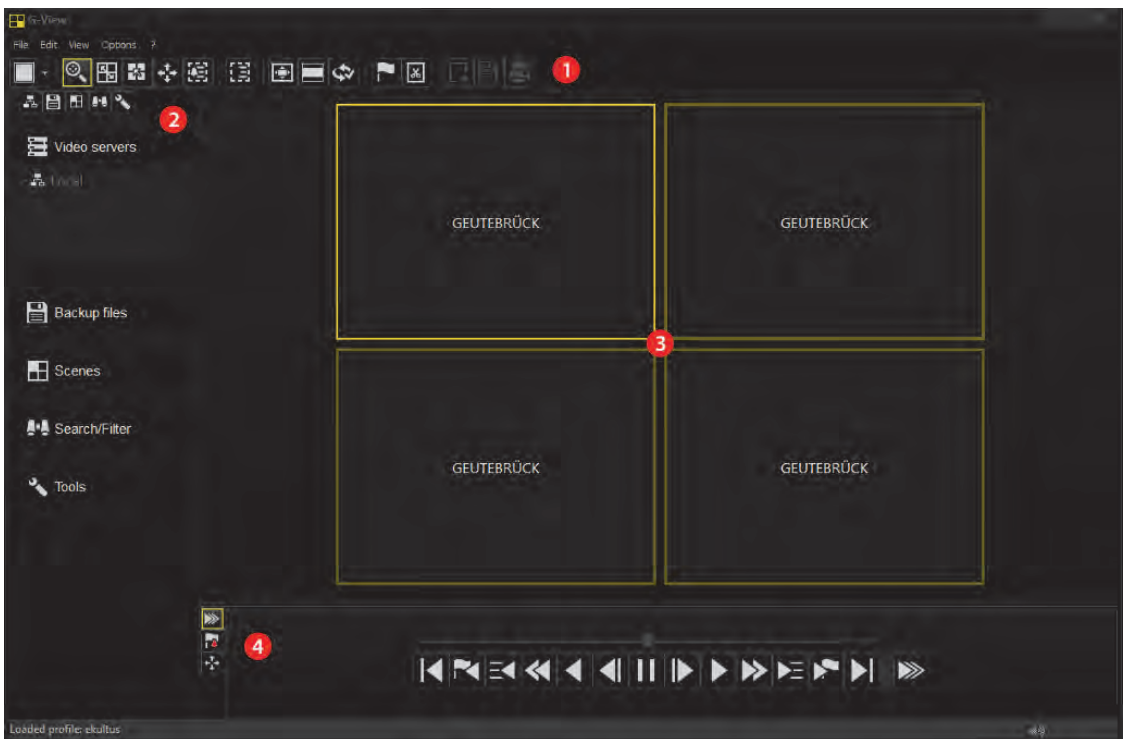 G-View
File Edit View Options ?
1
2
Video servers
Local
GEUTEBRÜCK GEUTEBRÜCK
Backup files
3
Scenes
Search/Filter
GEUTEBRÜCK GEUTEBRÜCK
Tools
4
Loaded profile: ekultus